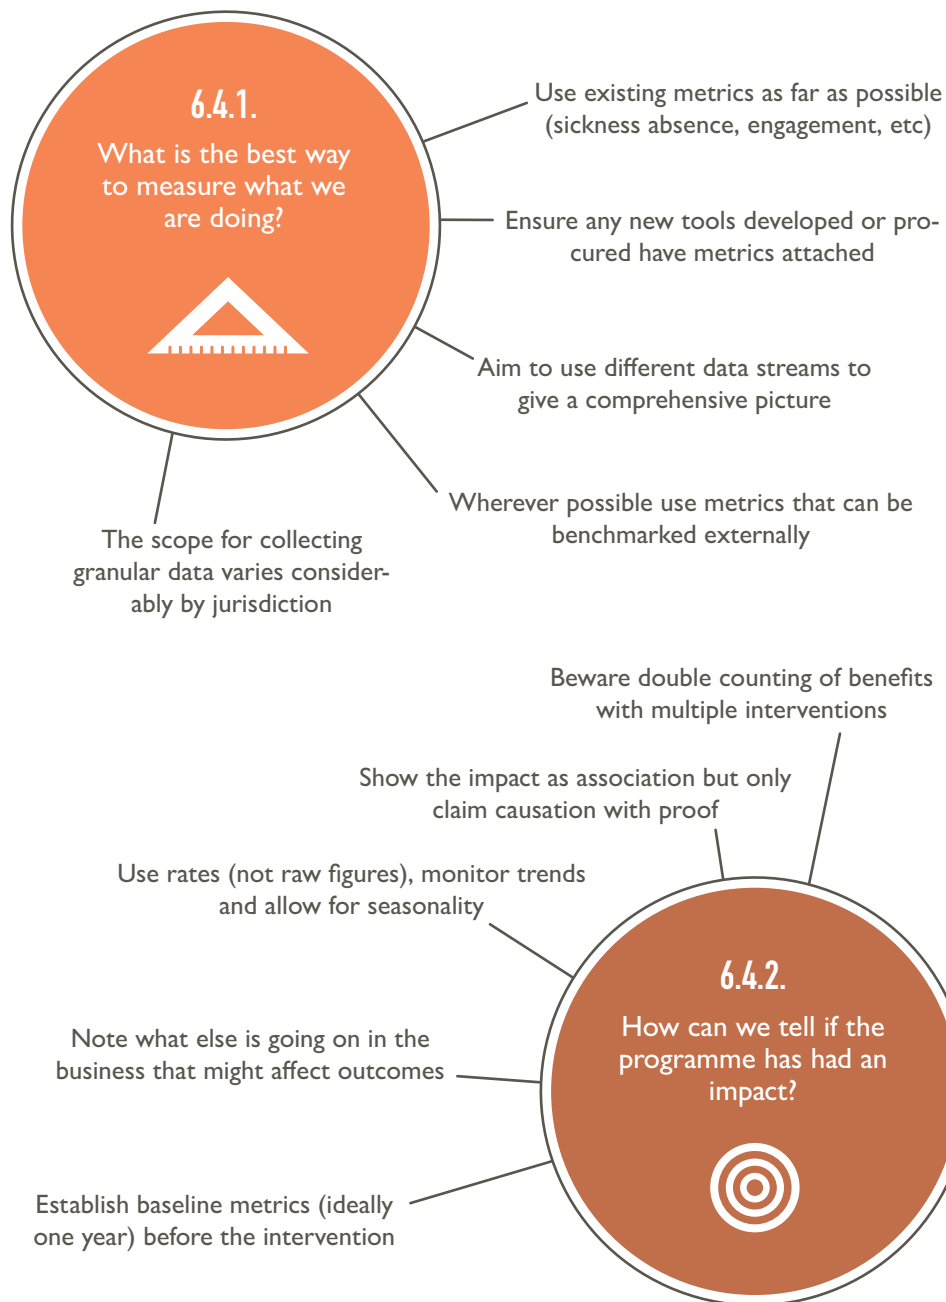 6.4.1.
What is the best way
to measure what we
are doing?
Use existing metrics as far as possible
(sickness absence, engagement, etc)
Ensure any new tools developed or pro-
cured have metrics attached
Aim to use different data streams to
give a comprehensive picture
Wherever possible use metrics that can be
benchmarked externally
The scope for collecting
granular data varies consider-
ably by jurisdiction
Beware double counting of benefits
with multiple interventions
Show the impact as association but only
claim causation with proof
Use rates (not raw figures), monitor trends
and allow for seasonality
6.4.2.
How can we tell if the
programme has had an
impact?
Note what else is going on in the
business that might affect outcomes
Establish baseline metrics (ideally
one year) before the intervention